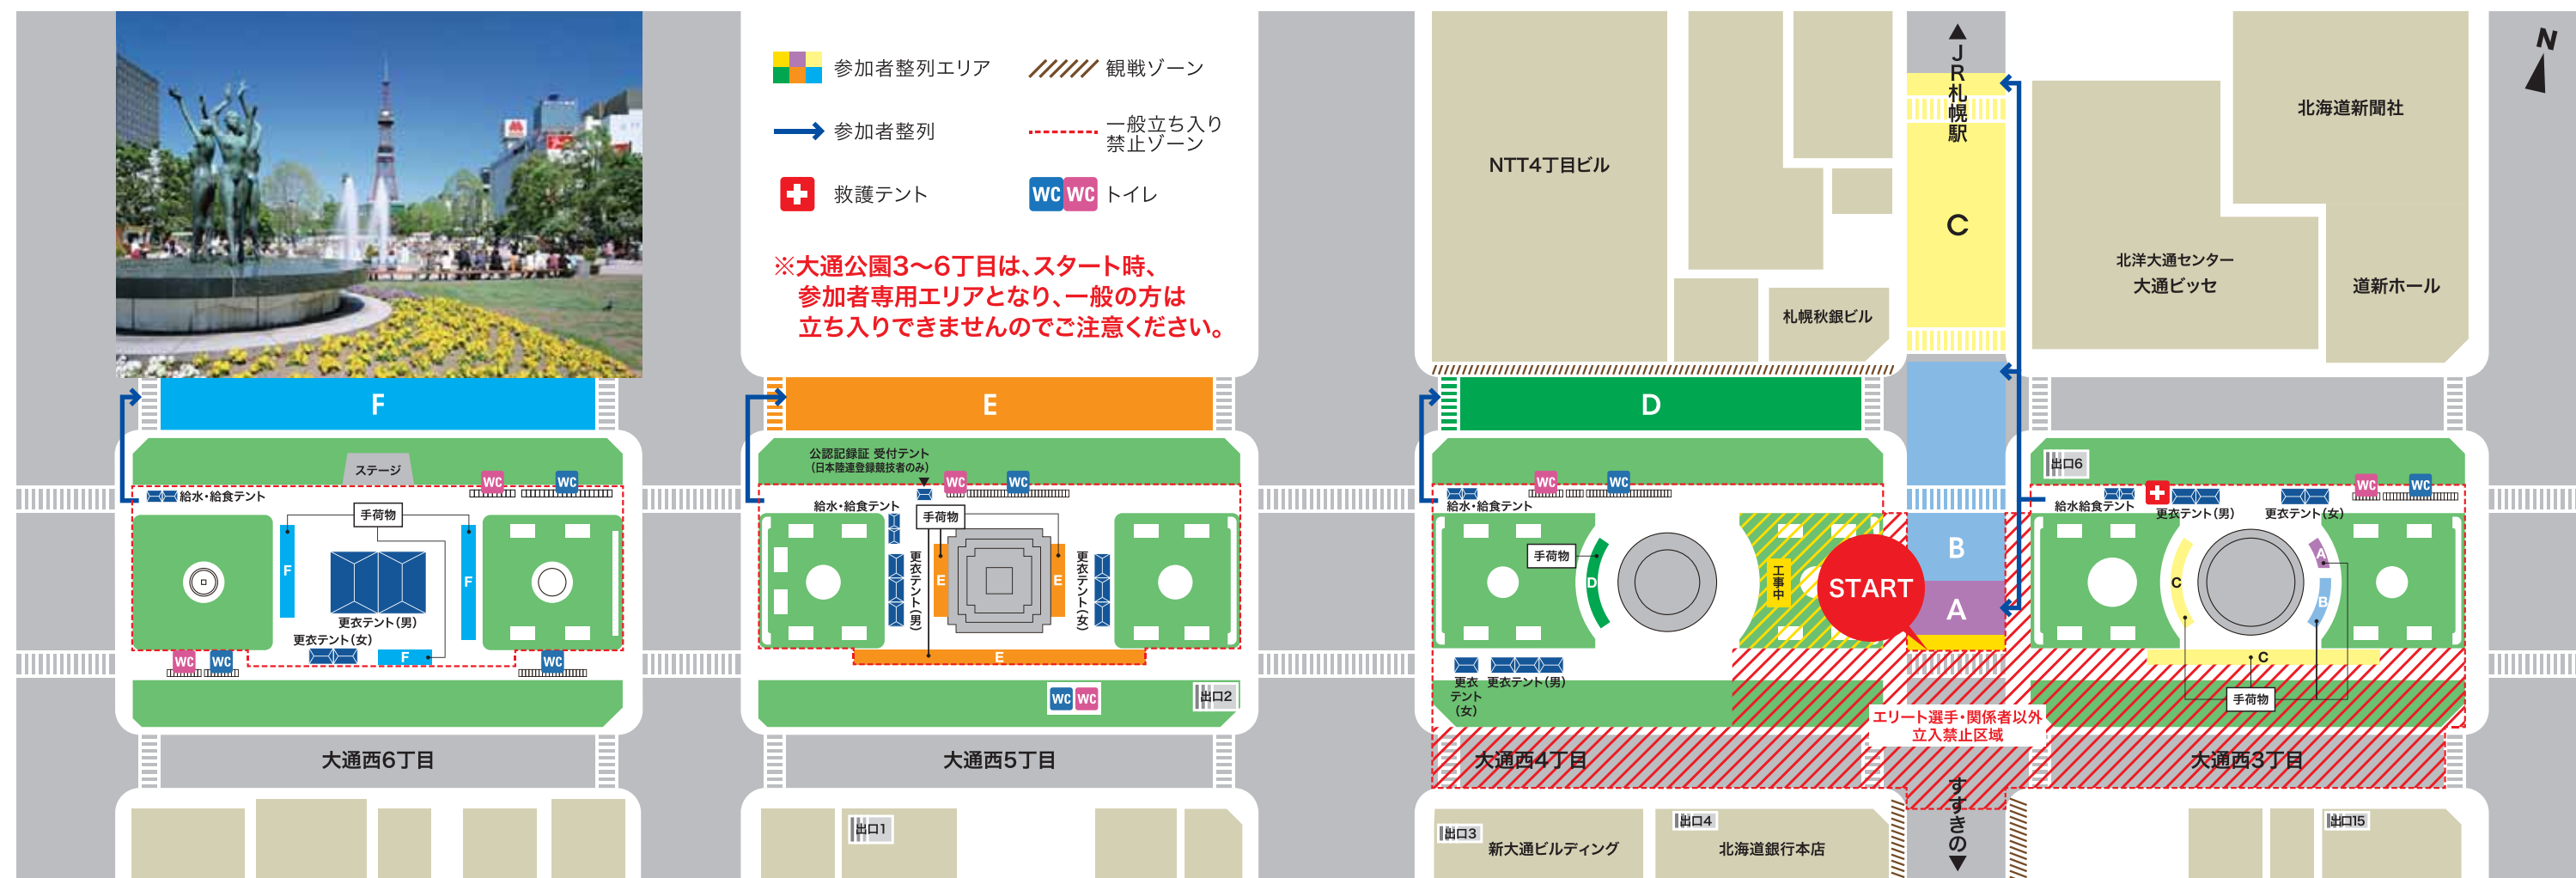 参加者整列エリア
観戦ゾーン
参加者整列
一般立ち入り
禁止ゾーン
救護テント
WC WC トイレ
※大通公園3〜6丁目は、スタート時、
参加者専用エリアとなり、一般の方は
立ち入りできませんのでご注意ください。
F
ステージ
WC
WC
給水・給食テント
手荷物
F
F
更衣テント(男)
更衣テント(女)
F
WC
WC
WC
大通西6丁目
E
公認記録証 受付テント
(日本陸連登録競技者のみ)
WC
WC
給水・給食テント
手荷物
更衣テント(男)
E
E
更衣テント(女)
E
WC WC
出口2
大通西5丁目
出口1
NTT4丁目ビル
札幌秋銀ビル
D
WC
WC
給水・給食テント
手荷物
D
工事中
START
更衣
テント
(女)
更衣テント(男)
大通西4丁目
出口3
新大通ビルディング
出口4
北海道銀行本店
▲JR札幌駅
C
B
A
エリート選手・関係者以外
立入禁止区域
すすきの▼
N
北海道新聞社
北洋大通センター
大通ビッセ
道新ホール
出口6
給水給食テント
更衣テント(男)
更衣テント(女)
WC
WC
C
A
B
C
手荷物
大通西3丁目
出口15